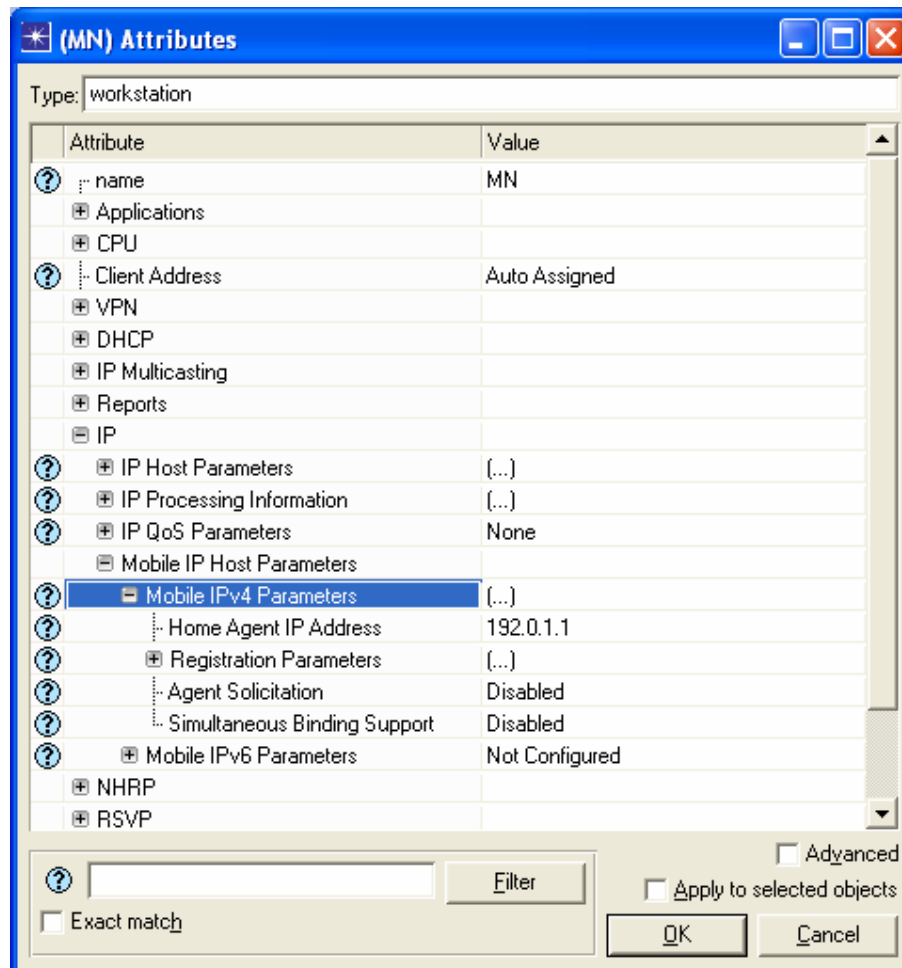 (MN) Attributes
Type: workstation
Attribute Value
name MN
Applications
CPU
Client Address Auto Assigned
VPN
DHCP
IP Multicasting
Reports
IP
IP Host Parameters (...)
IP Processing Information (...)
IP QoS Parameters None
Mobile IP Host Parameters
Mobile IPv4 Parameters (...)
Home Agent IP Address 192.0.1.1
Registration Parameters (...)
Agent Solicitation Disabled
Simultaneous Binding Support Disabled
Mobile IPv6 Parameters Not Configured
NHRP
RSVP
Advanced
Filter
Apply to selected objects
Exact match
OK Cancel